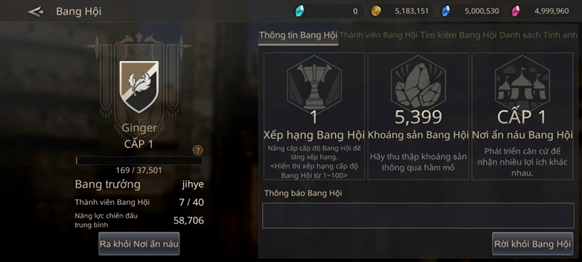 Bang Hội
0
5,183,151
5,000,530
4,999,960
Thông tin Bang Hội
Thành viên Bang Hội
Tìm kiếm Bang Hội
Danh sách Tinh anh
Ginger
CẤP 1
?
169 / 37,501
Bang trưởng jihye
Thành viên Bang Hội 7 / 40
Năng lực chiến đấu
trung bình 58,706
Ra khỏi Nơi ẩn náu
1
Xếp hạng Bang Hội
Nâng cấp cấp độ Bang Hội để
tăng xếp hạng.
<Hiển thị xếp hạng cấp độ
Bang Hội từ 1~100>
5,399
Khoáng sản Bang Hội
Hãy thu thập khoáng sản
thông qua hầm mỏ
CẤP 1
Nơi ẩn náu Bang Hội
Phát triển căn cứ để
nhận nhiều lợi ích khác
nhau.
Thông báo Bang Hội
Rời khỏi Bang Hội